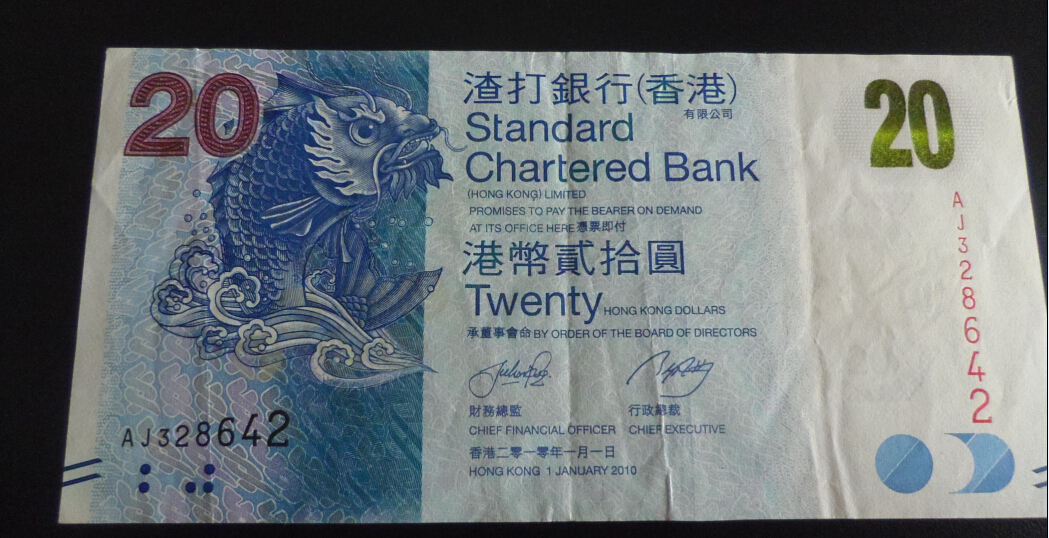 20
渣打銀行(香港)
有限公司
Standard
Chartered Bank
(HONG KONG) LIMITED
PROMISES TO PAY THE BEARER ON DEMAND
AT ITS OFFICE HERE 憑票即付
港幣貳拾圓
Twenty HONG KONG DOLLARS
承董事會命 BY ORDER OF THE BOARD OF DIRECTORS
財務總監 行政總裁
CHIEF FINANCIAL OFFICER CHIEF EXECUTIVE
香港二零一零年一月一日
HONG KONG 1 JANUARY 2010
AJ328642
20
AJ328642